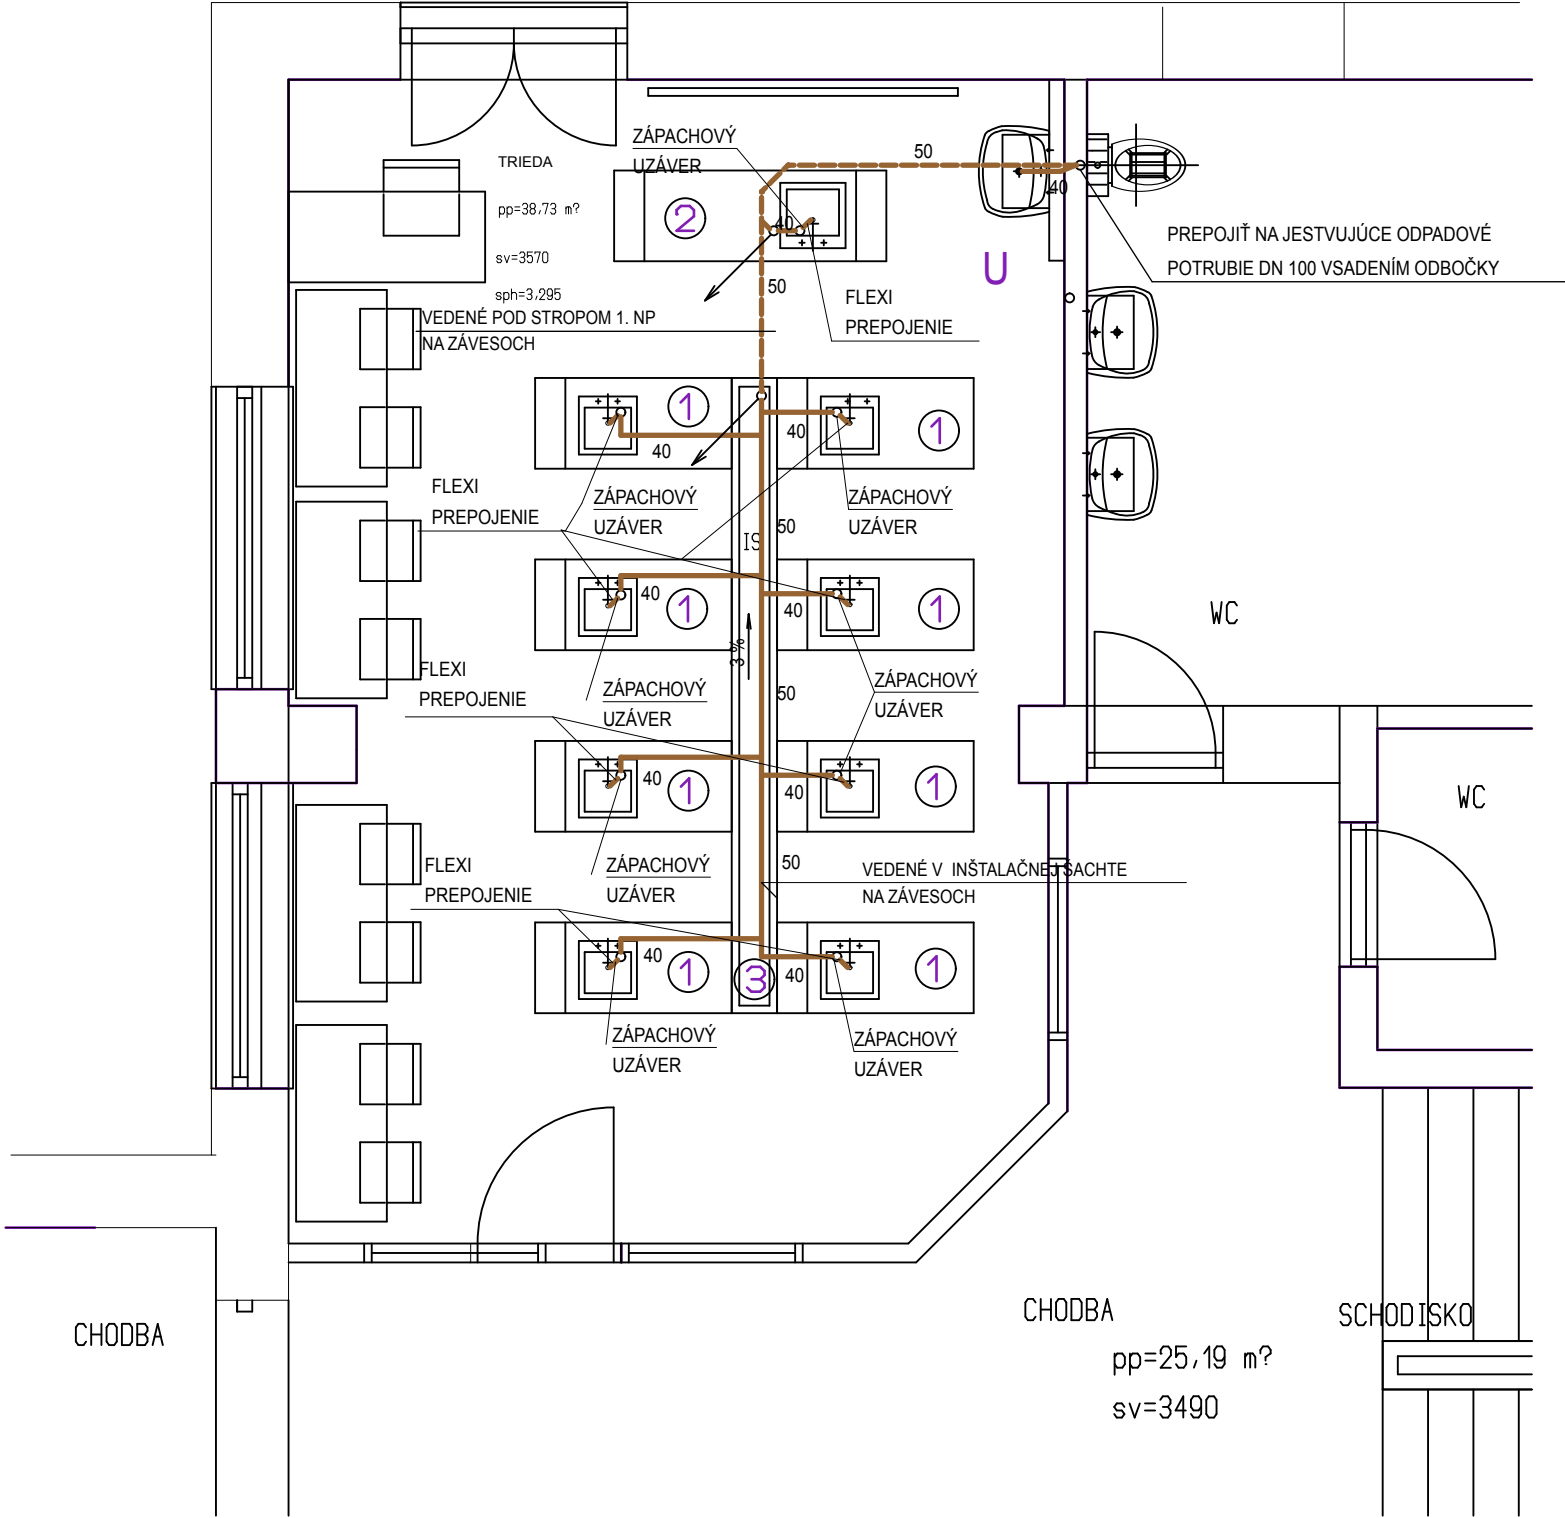 ZÁPACHOVÝ
UZÁVER
50
TRIEDA
pp=38,73 m?
sv=3570
sph=3,295
2
40
40
U
PREPOJIŤ NA JESTVUJÚCE ODPADOVÉ
POTRUBIE DN 100 VSADENÍM ODBOČKY
50
FLEXI
PREPOJENIE
VEDENÉ POD STROPOM 1. NP
NA ZÁVESOCH
1
1
40
40
FLEXI
PREPOJENIE
ZÁPACHOVÝ
UZÁVER
ZÁPACHOVÝ
UZÁVER
50
IS
40
1
40
1
WC
3 %
FLEXI
PREPOJENIE
ZÁPACHOVÝ
UZÁVER
50
ZÁPACHOVÝ
UZÁVER
40
1
40
1
WC
FLEXI
PREPOJENIE
ZÁPACHOVÝ
UZÁVER
50
VEDENÉ V INŠTALAČNEJ ŠACHTE
NA ZÁVESOCH
40
1
3
40
1
ZÁPACHOVÝ
UZÁVER
ZÁPACHOVÝ
UZÁVER
CHODBA
CHODBA
SCHODISKO
pp=25,19 m?
sv=3490